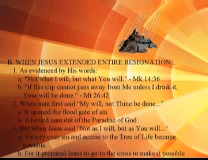 B. WHEN JESUS EXTENDED ENTIRE RESIGNATION:
1. As evidenced by His words:
a. "Not what I will, but what You will." - Mk 14:36
b. "if this cup cannot pass away from Me unless I drink it,
Your will be done." - Mt 26:42
2. When man first said "My will, not Thine be done..."
a. It opened the flood gate of sin
b. It moved man out of the Paradise of God
3. But when Jesus said "Not as I will, but as You will..."
a. Victory over sin and access to the Tree of Life became
possible
b. For it prepared Jesus to go to the cross to make it possible